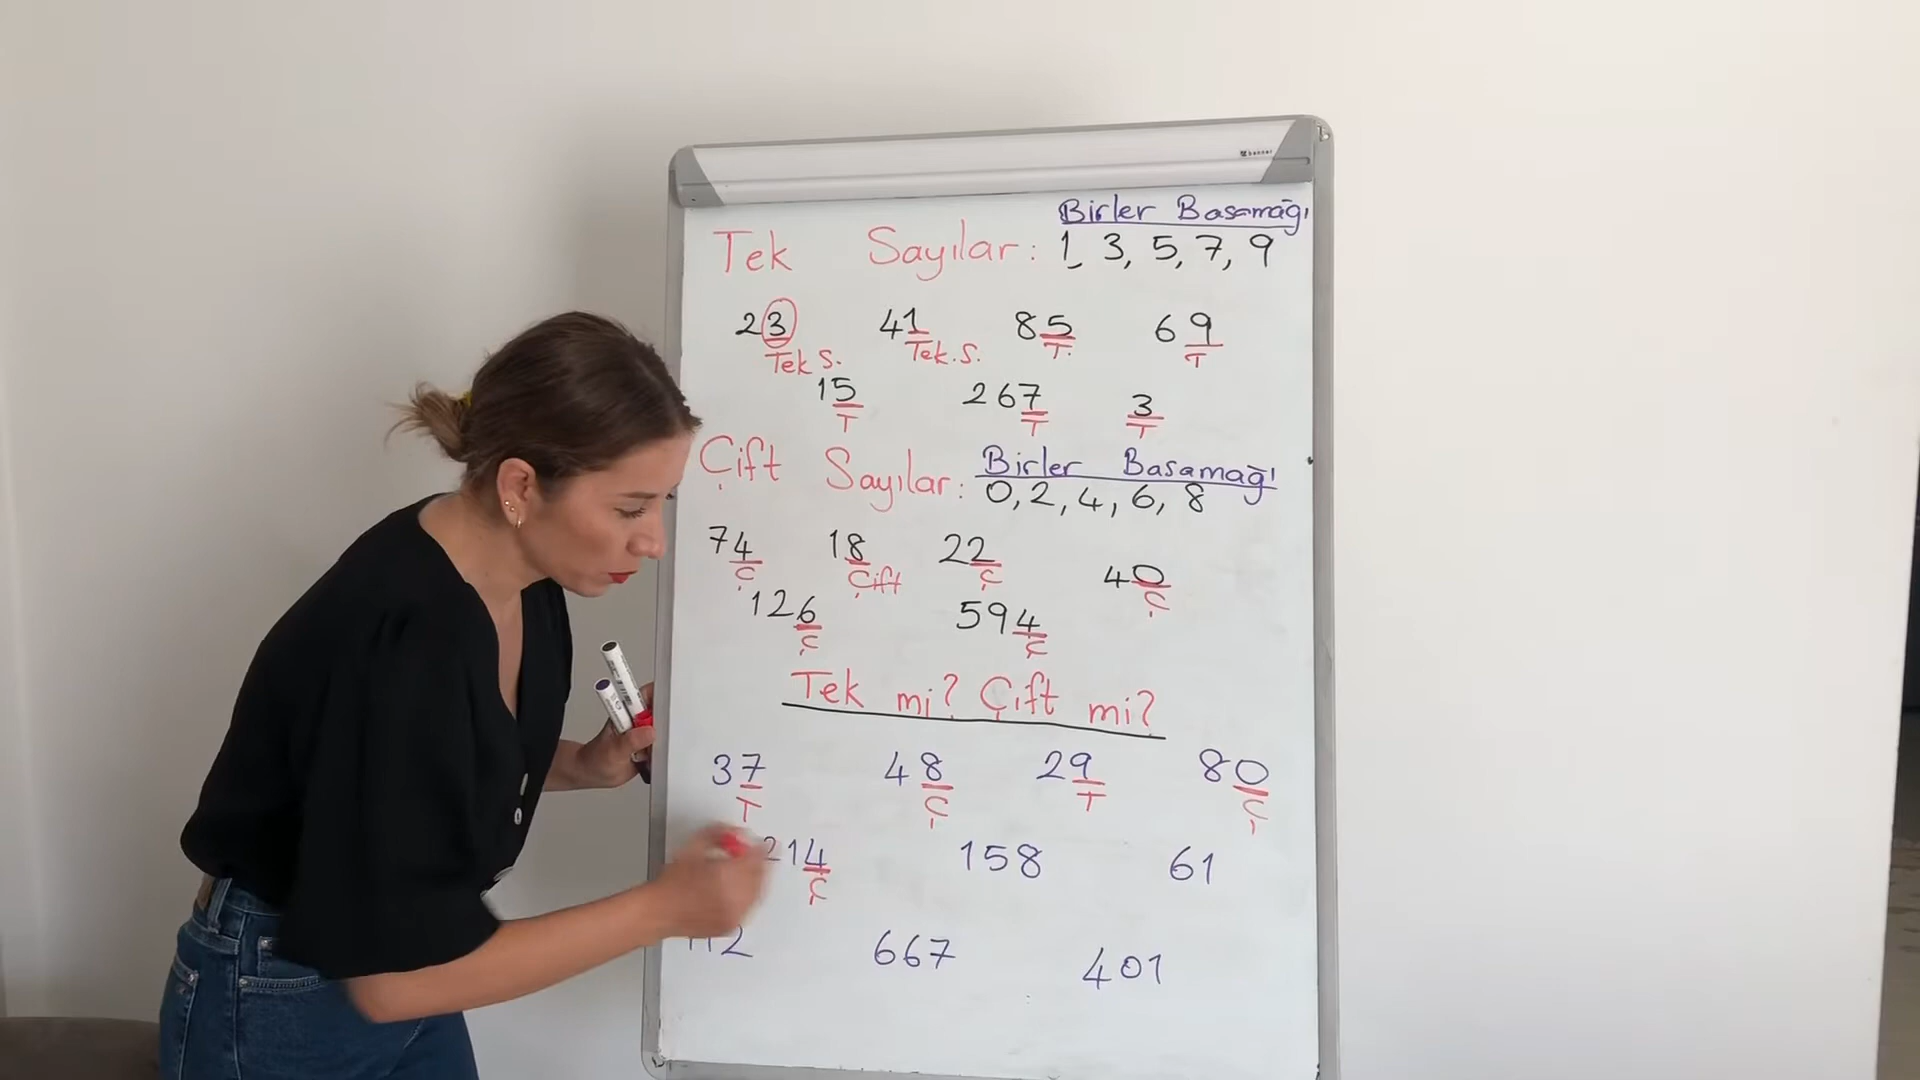 banner
Birler Basamağı
Tek Sayılar: 1, 3, 5, 7, 9
23 41 85 69
Tek S. Tek.S. T. T
15 267 3
T T T
Çift Sayılar: Birler Basamağı
0, 2, 4, 6, 8
74 18 22 40
Ç Çift Ç Ç
126 594
Ç Ç
Tek mi? Çift mi?
37 48 29 80
T Ç T Ç
214 158 61
Ç
112 667 401